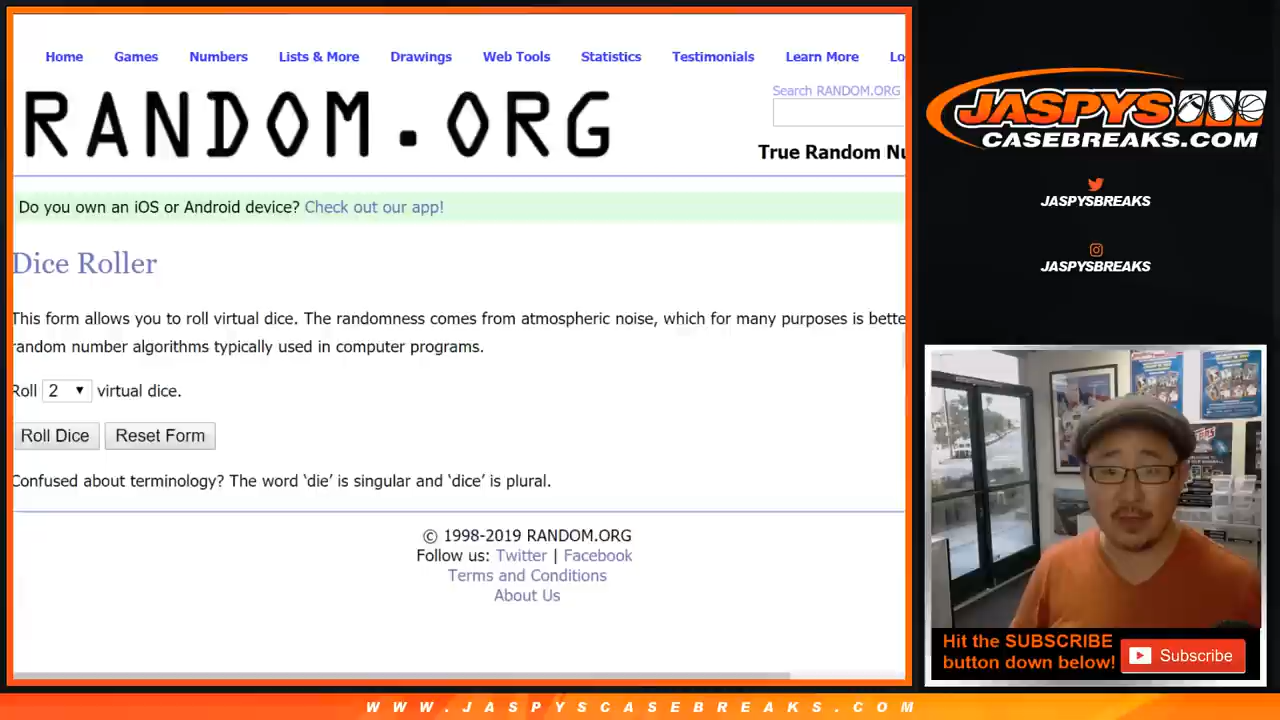 Home Games Numbers Lists & More Drawings Web Tools Statistics Testimonials Learn More Lo
RANDOM.ORG
Search RANDOM.ORG
True Random Nu
Do you own an iOS or Android device? Check out our app!
Dice Roller
This form allows you to roll virtual dice. The randomness comes from atmospheric noise, which for many purposes is bette
random number algorithms typically used in computer programs.
Roll 2 virtual dice.
Roll Dice Reset Form
Confused about terminology? The word ‘die’ is singular and ‘dice’ is plural.
© 1998-2019 RANDOM.ORG
Follow us: Twitter | Facebook
Terms and Conditions
About Us
JASPYS
CASEBREAKS.COM
JASPYSBREAKS
JASPYSBREAKS
Hit the SUBSCRIBE
button down below!
Subscribe
WWW.JASPYSCASEBREAKS.COM